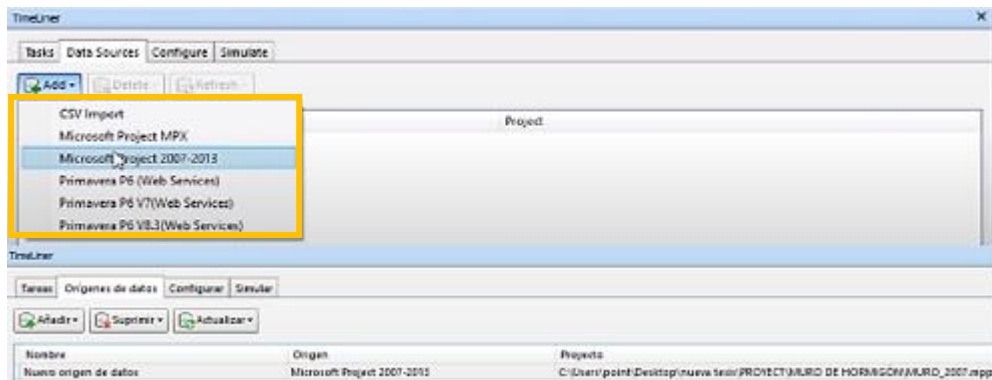 TimeLiner
Tasks Data Sources Configure Simulate
Add Delete Refresh
CSV Import
Project
Microsoft Project MPX
Microsoft Project 2007-2013
Primavera P6 (Web Services)
Primavera P6 V7(Web Services)
Primavera P6 V8.3(Web Services)
TimeLiner
Tareas Orígenes de datos Configurar Simular
Añadir Suprimir Actualizar
Nombre Origen Proyecto
Nuevo origen de datos Microsoft Project 2007-2013 C:\Users\point\Desktop\nueva tesis\PROYECT\MURO DE HORMIGON\MURO_2007.mpp